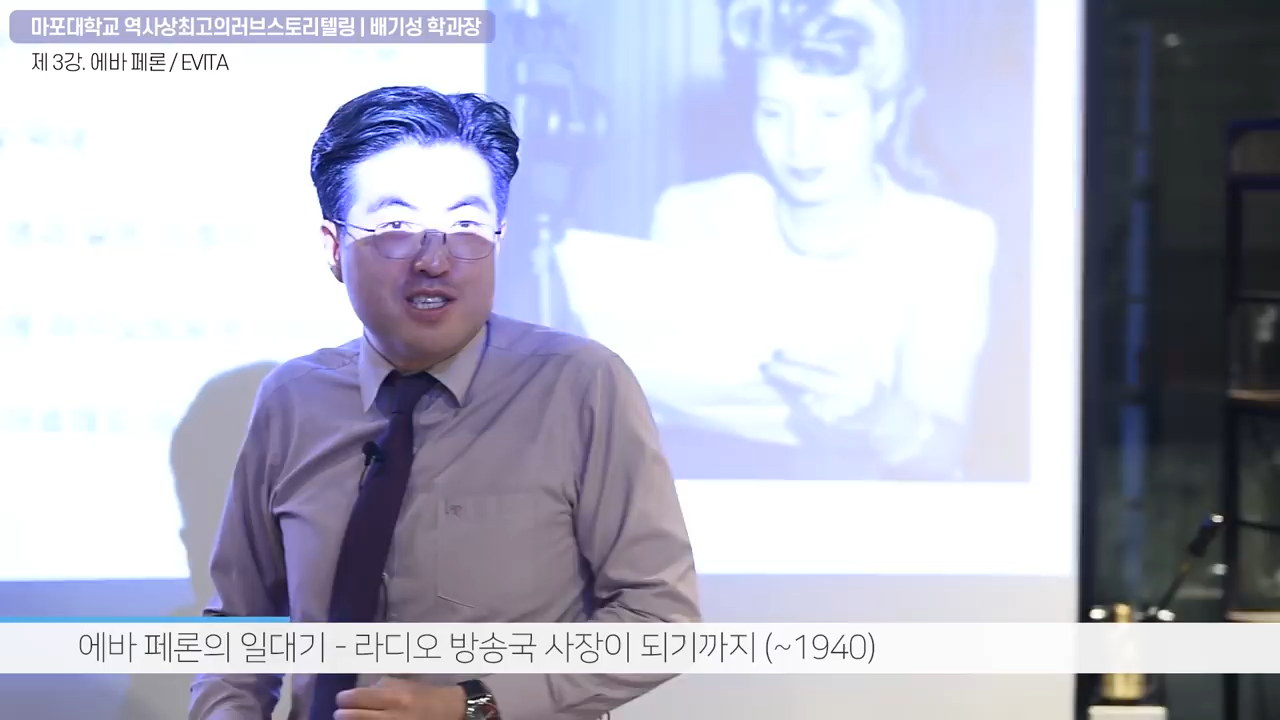 마포대학교 역사상최고의러브스토리텔링 | 배기성 학과장
제 3강. 에바 페론 / EVITA
에바 페론의 일대기 - 라디오 방송국 사장이 되기까지 (~1940)